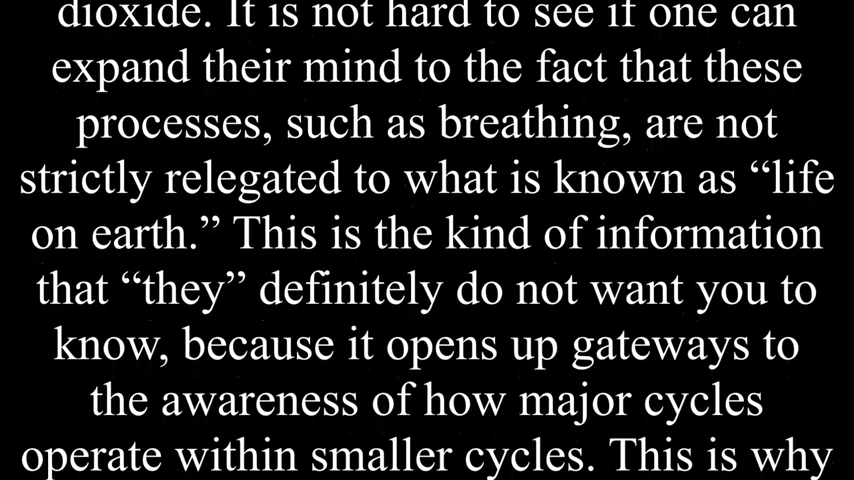 dioxide. It is not hard to see if one can
expand their mind to the fact that these
processes, such as breathing, are not
strictly relegated to what is known as “life
on earth.” This is the kind of information
that “they” definitely do not want you to
know, because it opens up gateways to
the awareness of how major cycles
operate within smaller cycles. This is why